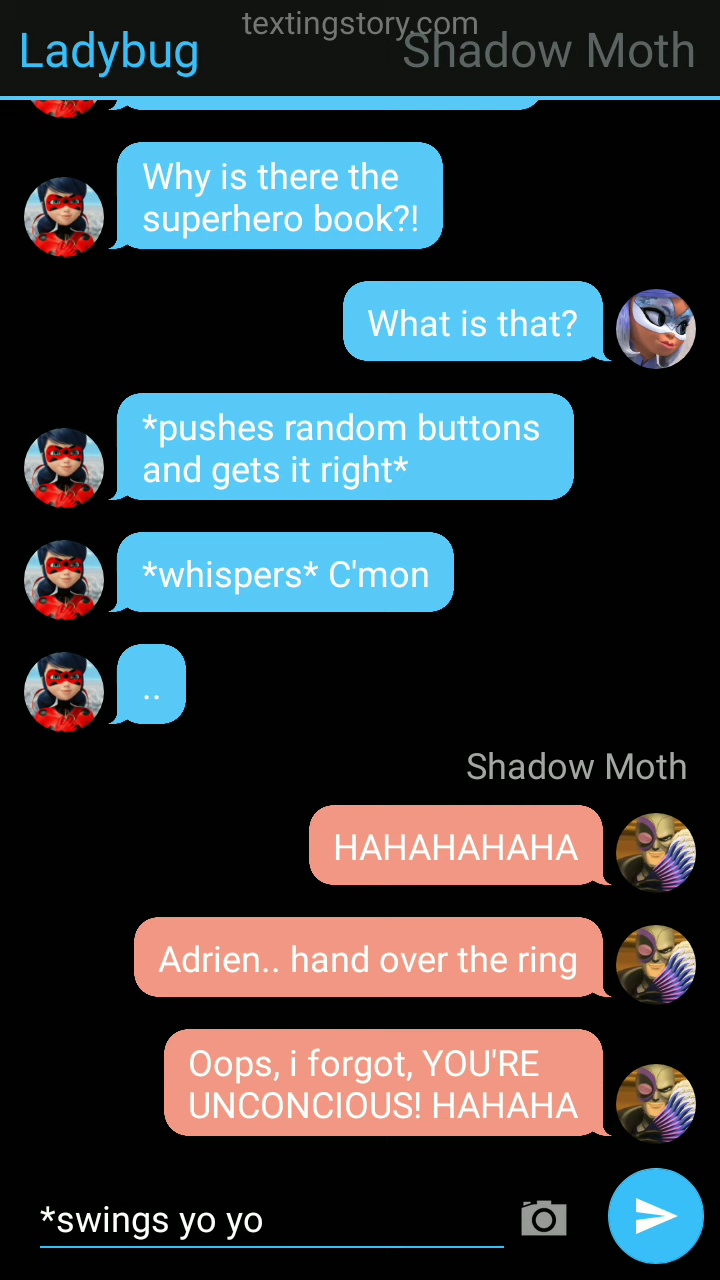 textingstory.com
Ladybug
Shadow Moth
Why is there the
superhero book?!
What is that?
*pushes random buttons
and gets it right*
*whispers* C'mon
..
Shadow Moth
HAHAHAHAHA
Adrien.. hand over the ring
Oops, i forgot, YOU'RE
UNCONCIOUS! HAHAHA
*swings yo yo